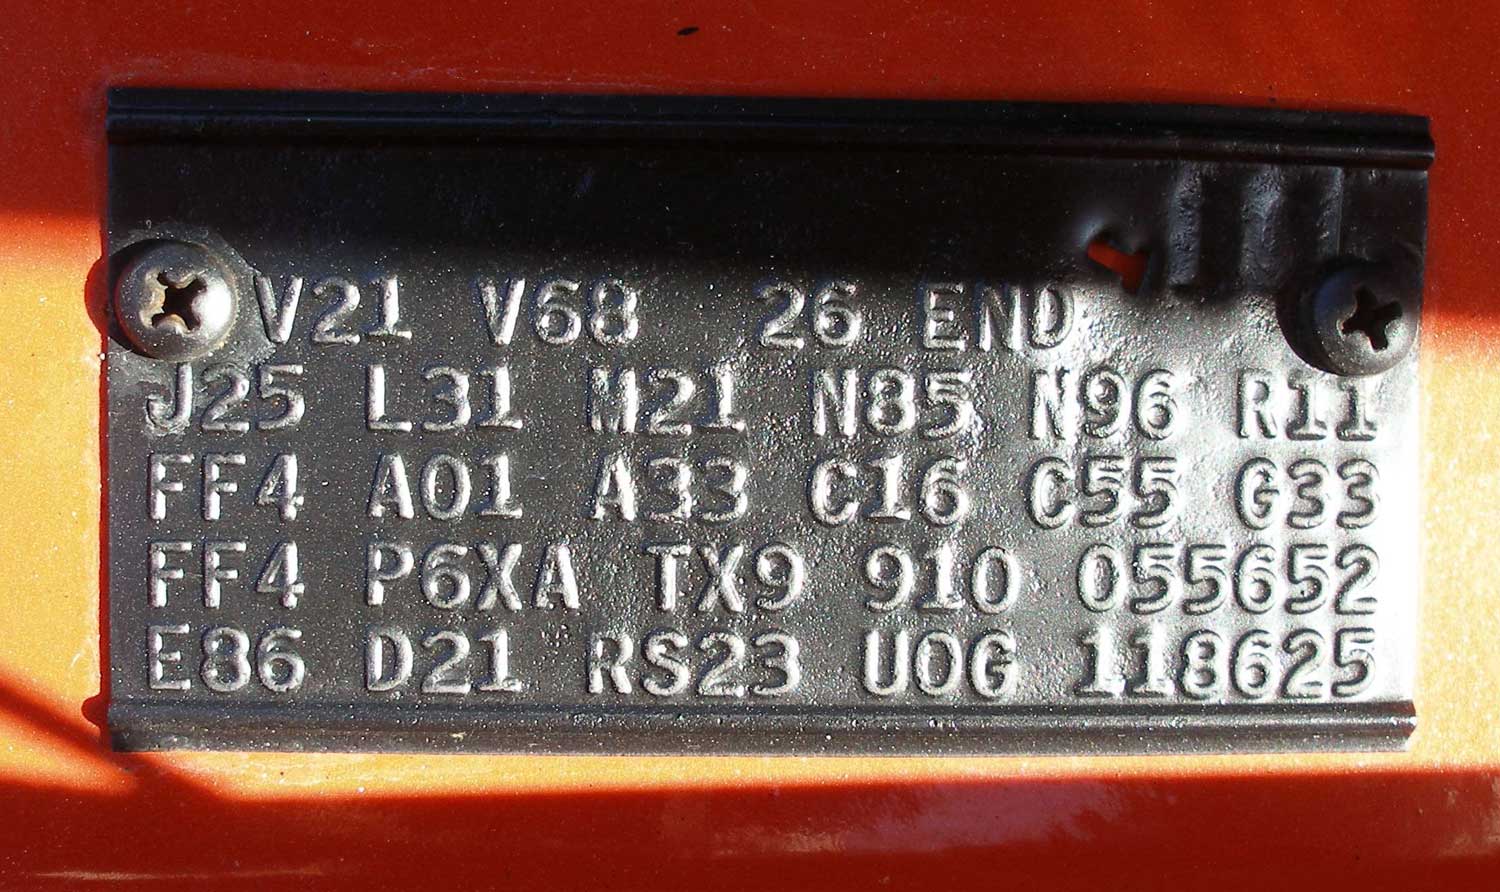 V21 V68 26 END
J25 L31 M21 N85 N96 R11
FF4 A01 A33 C16 C55 G33
FF4 P6XA TX9 910 055652
E86 D21 RS23 U0G 118625